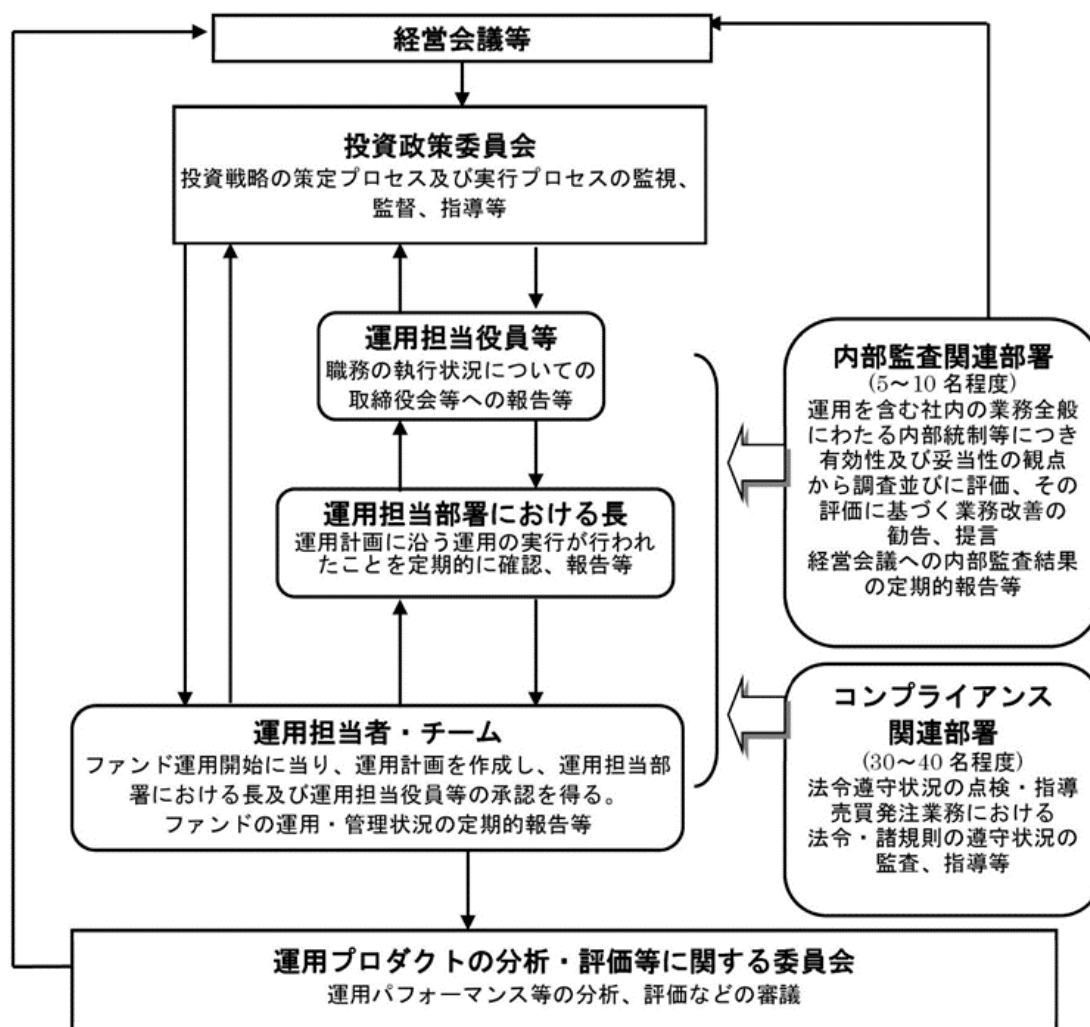 経営会議等
投資政策委員会
投資戦略の策定プロセス及び実行プロセスの監視、
監督、指導等
運用担当役員等
職務の執行状況についての
取締役会等への報告等
運用担当部署における長
運用計画に沿う運用の実行が行われ
たことを定期的に確認、報告等
運用担当者・チーム
ファンド運用開始に当り、運用計画を作成し、運用担当部
署における長及び運用担当役員等の承認を得る。
ファンドの運用・管理状況の定期的報告等
内部監査関連部署
(5～10 名程度)
運用を含む社内の業務全般
にわたる内部統制等につき
有効性及び妥当性の観点
から調査並びに評価、その
評価に基づく業務改善の
勧告、提言
経営会議への内部監査結果
の定期的報告等
コンプライアンス
関連部署
(30～40 名程度)
法令遵守状況の点検・指導
売買発注業務における
法令・諸規則の遵守状況の
監査、指導等
運用プロダクトの分析・評価等に関する委員会
運用パフォーマンス等の分析、評価などの審議